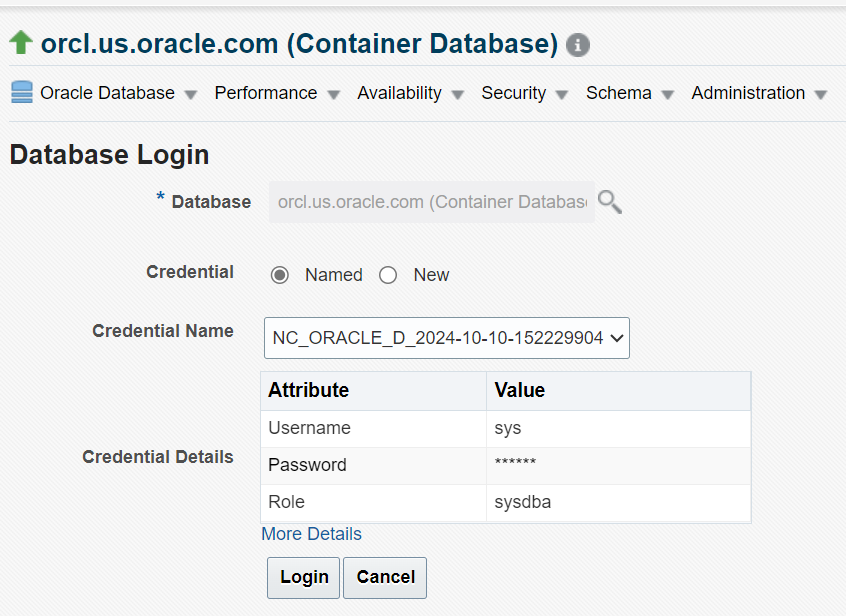 orcl.us.oracle.com (Container Database)
Oracle Database Performance Availability Security Schema Administration
Database Login
* Database orcl.us.oracle.com (Container Databas
Credential Named New
Credential Name NC_ORACLE_D_2024-10-10-152229904
Attribute Value
Username sys
Credential Details
Password ******
Role sysdba
More Details
Login Cancel